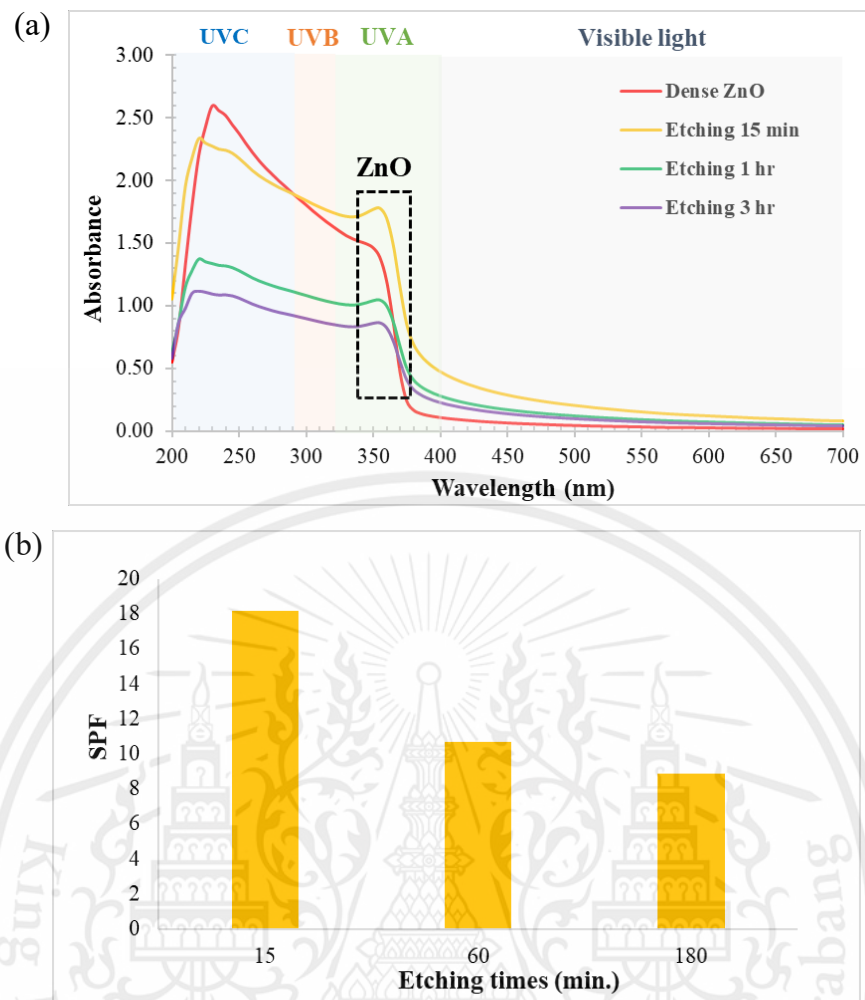 (a)
UVC UVB UVA Visible light
3.00
2.50
2.00
1.50
1.00
0.50
0.00
Absorbance
Dense ZnO
Etching 15 min
Etching 1 hr
Etching 3 hr
ZnO
200 250 300 350 400 450 500 550 600 650 700
Wavelength (nm)
(b)
20
18
16
14
12
10
8
6
4
2
0
SPF
15 60 180
Etching times (min.)
King
abang